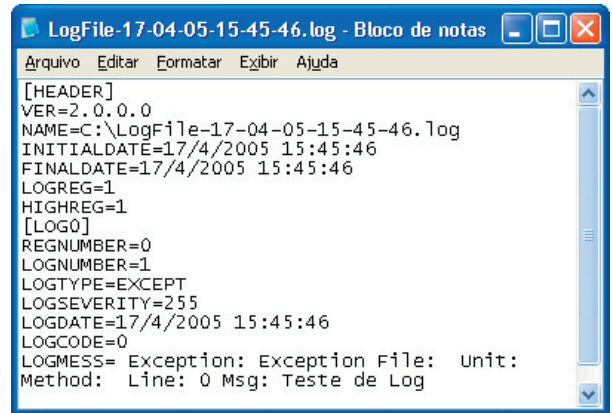 LogFile-17-04-05-15-45-46.log - Bloco de notas
Arquivo Editar Formatar Exibir Ajuda
[HEADER]
VER=2.0.0.0
NAME=C:\LogFile-17-04-05-15-45-46.log
INITIALDATE=17/4/2005 15:45:46
FINALDATE=17/4/2005 15:45:46
LOGREG=1
HIGHREG=1
[LOG0]
REGNUMBER=0
LOGNUMBER=1
LOGTYPE=EXCEPT
LOGSEVERITY=255
LOGDATE=17/4/2005 15:45:46
LOGCODE=0
LOGMESS= Exception: Exception File:  Unit:
Method:  Line: 0 Msg: Teste de Log